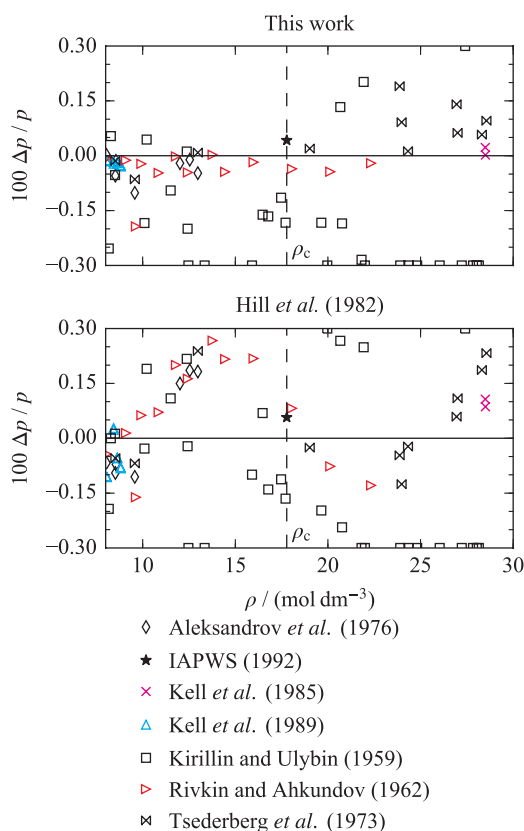 This work
0.30
0.15
0.00
−0.15
−0.30
100 Δp / p
ρc
Hill et al. (1982)
0.30
0.15
0.00
−0.15
−0.30
100 Δp / p
ρc
10 15 20 25 30
ρ / (mol dm⁻³)
Aleksandrov et al. (1976)
IAPWS (1992)
Kell et al. (1985)
Kell et al. (1989)
Kirillin and Ulybin (1959)
Rivkin and Ahkundov (1962)
Tsederberg et al. (1973)